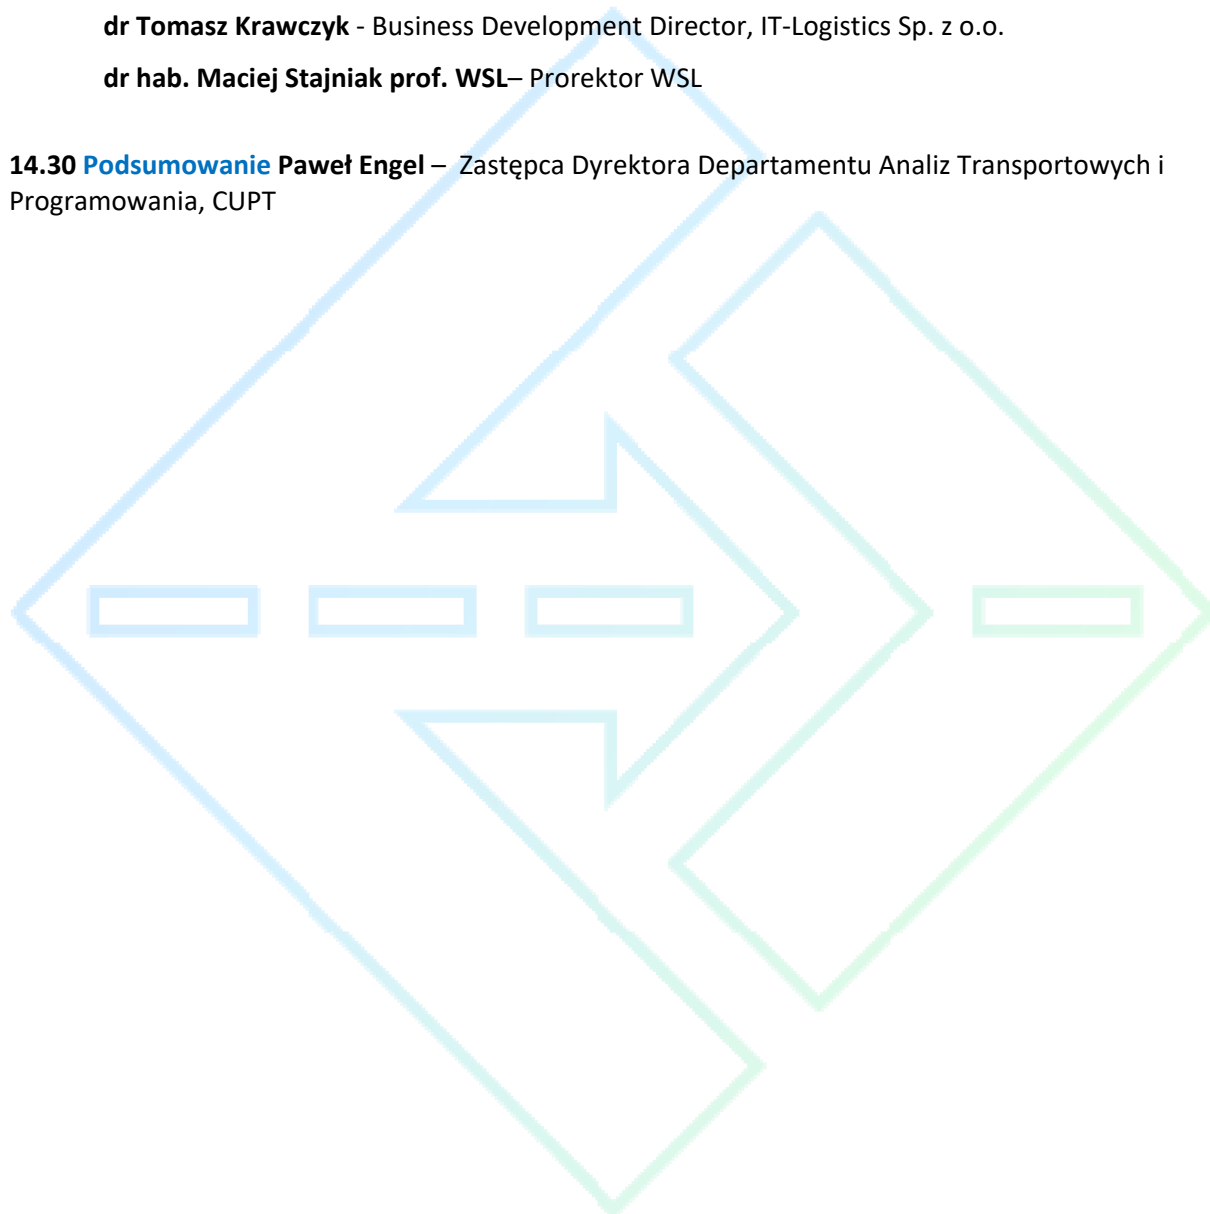 dr Tomasz Krawczyk - Business Development Director, IT-Logistics Sp. z o.o.
dr hab. Maciej Stajniak prof. WSL– Prorektor WSL
14.30 Podsumowanie Paweł Engel – Zastępca Dyrektora Departamentu Analiz Transportowych i
Programowania, CUPT